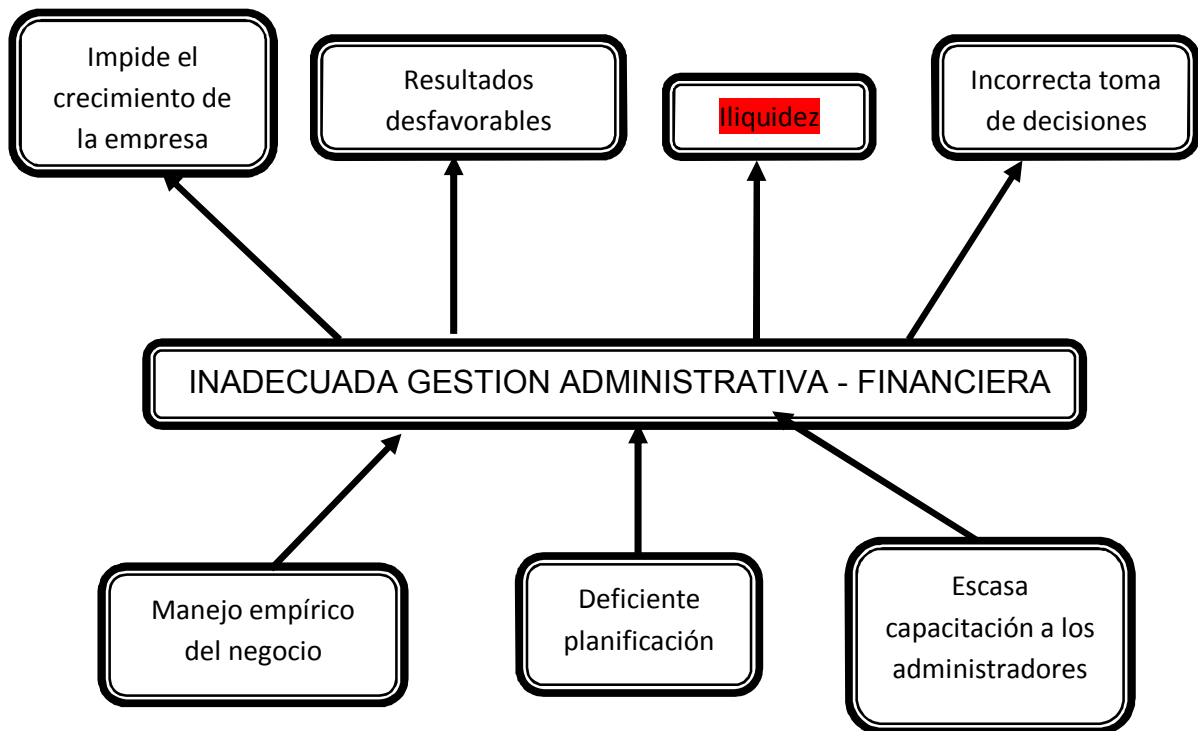 Impide el
crecimiento de
la empresa
Resultados
desfavorables
Iliquidez
Incorrecta toma
de decisiones
INADECUADA GESTION ADMINISTRATIVA - FINANCIERA
Manejo empírico
del negocio
Deficiente
planificación
Escasa
capacitación a los
administradores